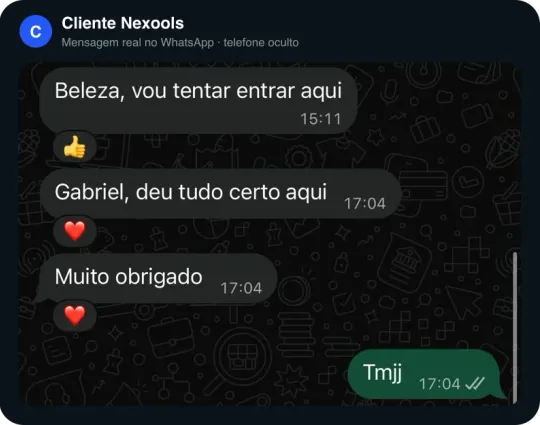 C
Cliente Nexools
Mensagem real no WhatsApp · telefone oculto
Beleza, vou tentar entrar aqui
15:11
👍
Gabriel, deu tudo certo aqui 17:04
❤️
Muito obrigado 17:04
❤️
Tmjj 17:04